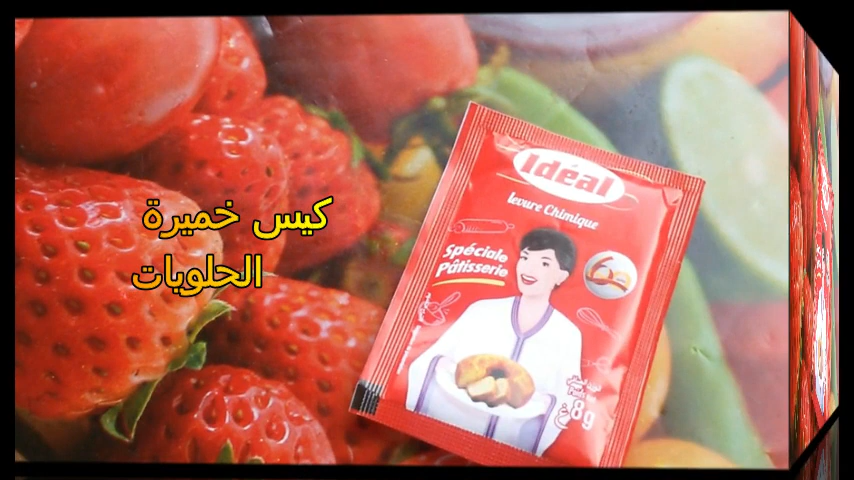 كيس خميرة
الحلويات
Idéal
levure Chimique
Spéciale
Pâtisserie
8g